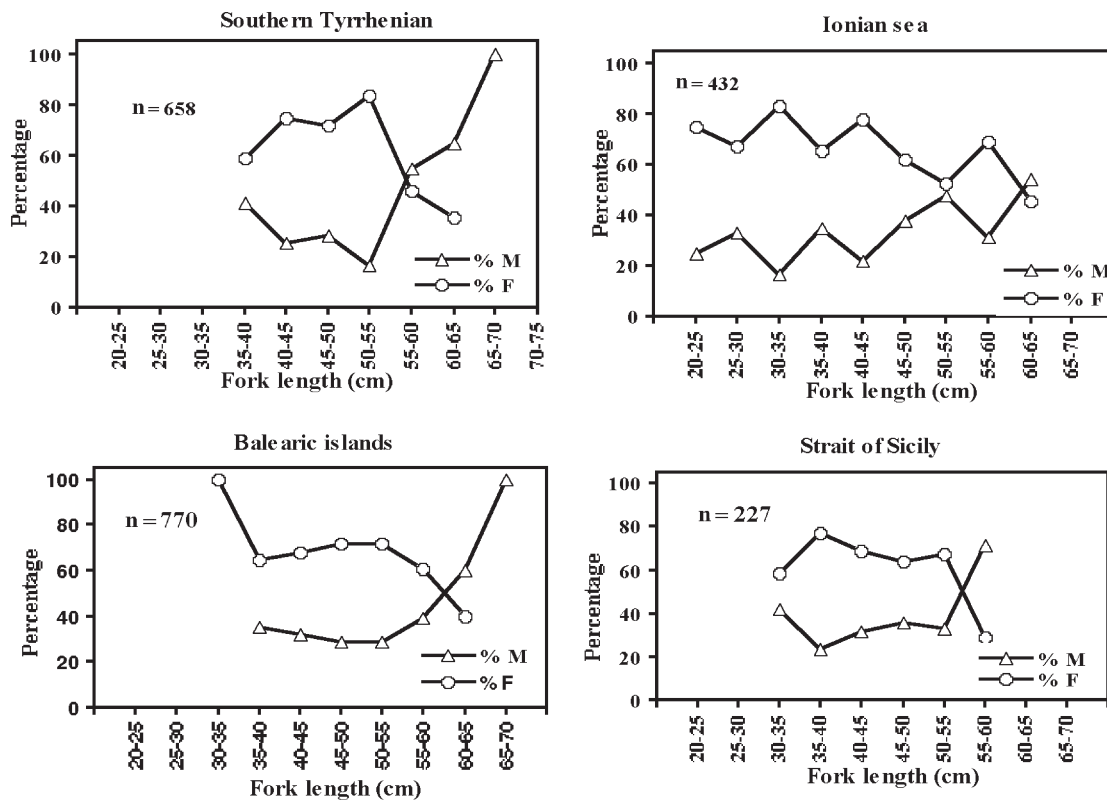 Southern Tyrrhenian
100
80
60
40
20
0
Percentage
n = 658
% M
% F
20-25
25-30
30-35
35-40
40-45
45-50
50-55
55-60
60-65
65-70
70-75
Fork length (cm)
Ionian sea
100
80
60
40
20
0
Percentage
n = 432
% M
% F
20-25
25-30
30-35
35-40
40-45
45-50
50-55
55-60
60-65
65-70
Fork length (cm)
Balearic islands
100
80
60
40
20
0
Percentage
n = 770
% M
% F
20-25
25-30
30-35
35-40
40-45
45-50
50-55
55-60
60-65
65-70
Fork length (cm)
Strait of Sicily
100
80
60
40
20
0
Percentage
n = 227
% M
% F
20-25
25-30
30-35
35-40
40-45
45-50
50-55
55-60
60-65
65-70
Fork length (cm)